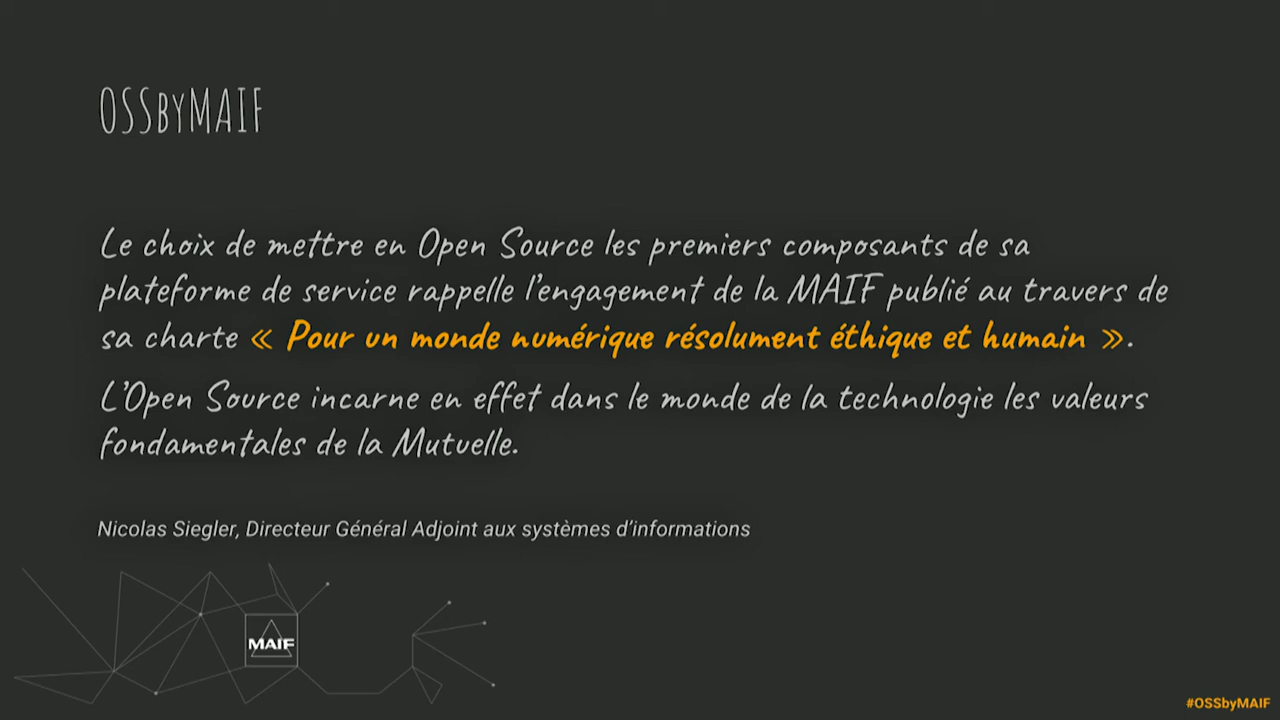 OSSBYMAIF
Le choix de mettre en Open Source les premiers composants de sa
plateforme de service rappelle l'engagement de la MAIF publié au travers de
sa charte « Pour un monde numérique résolument éthique et humain ».
L'Open Source incarne en effet dans le monde de la technologie les valeurs
fondamentales de la Mutuelle.
Nicolas Siegler, Directeur Général Adjoint aux systèmes d'informations
MAIF
#OSSbyMAIF